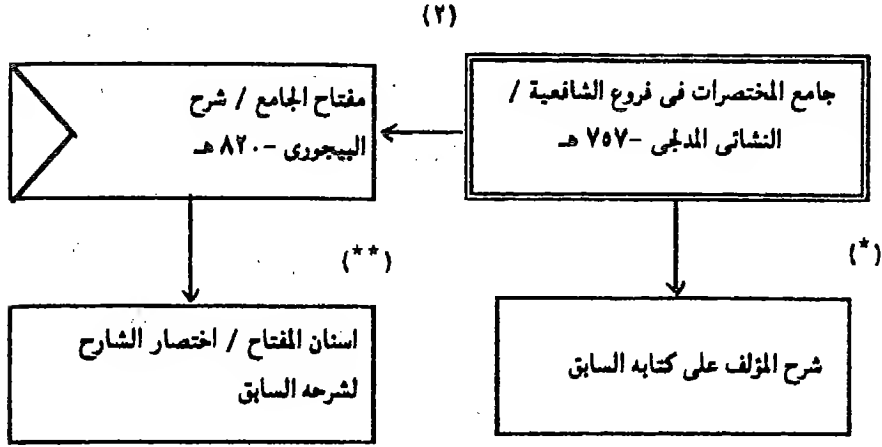 (٢)
جامع المختصرات فى فروع الشافعية /
النشائى المدلجى -٧٥٧ هـ
مفتاح الجامع / شرح
البيجورى -٨٢٠ هـ
(*)
(**)
شرح المؤلف على كتابه السابق
اسنان المفتاح / اختصار الشارح
لشرحه السابق